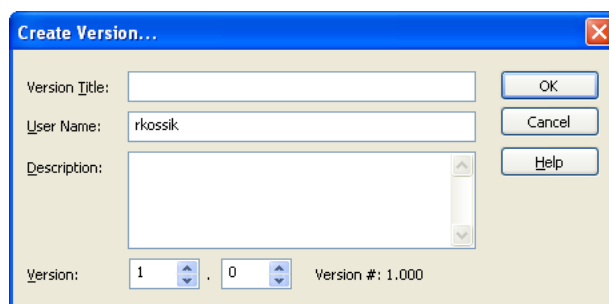 Create Version...
Version Title:
OK
User Name: rkossik
Cancel
Description:
Help
Version: 1 . 0 Version #: 1.000